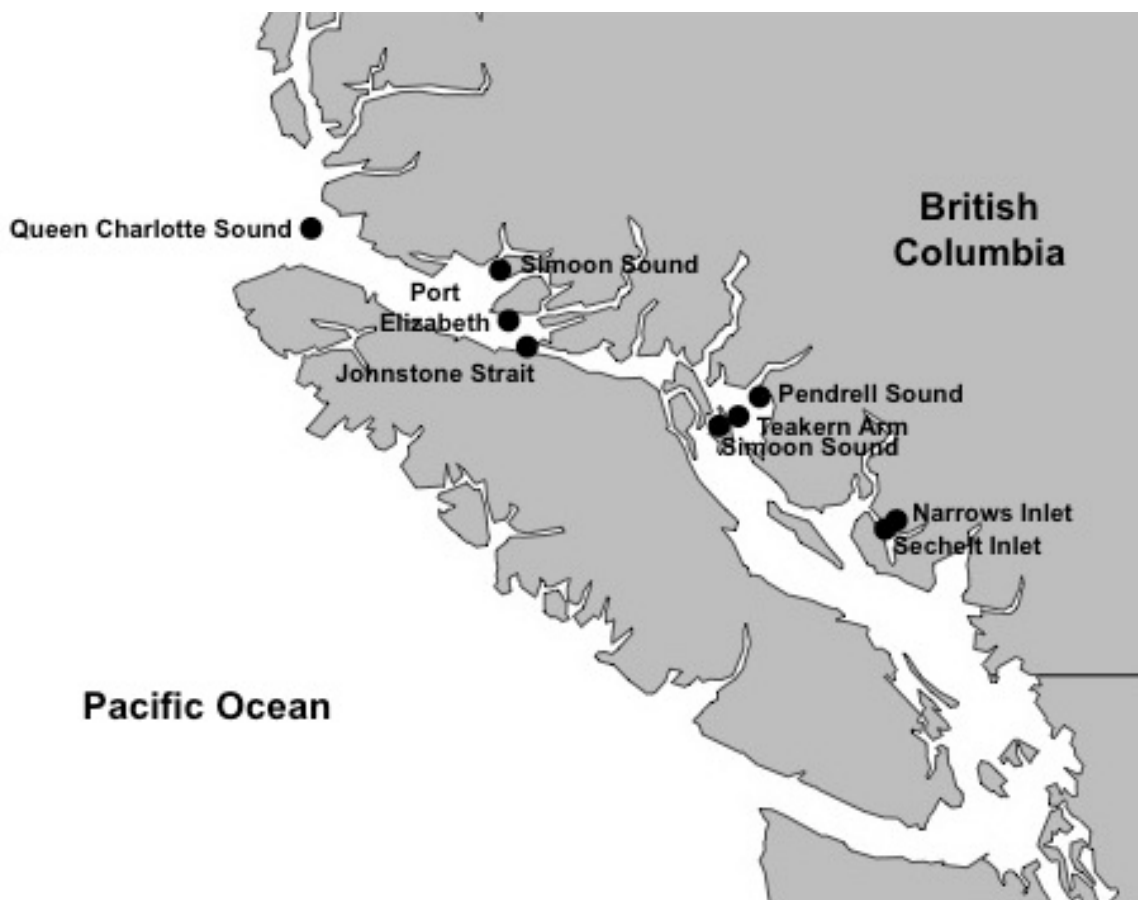 British
Columbia
Queen Charlotte Sound
Simoon Sound
Port
Elizabeth
Johnstone Strait
Pendrell Sound
Teakern Arm
Simoon Sound
Narrows Inlet
Sechelt Inlet
Pacific Ocean